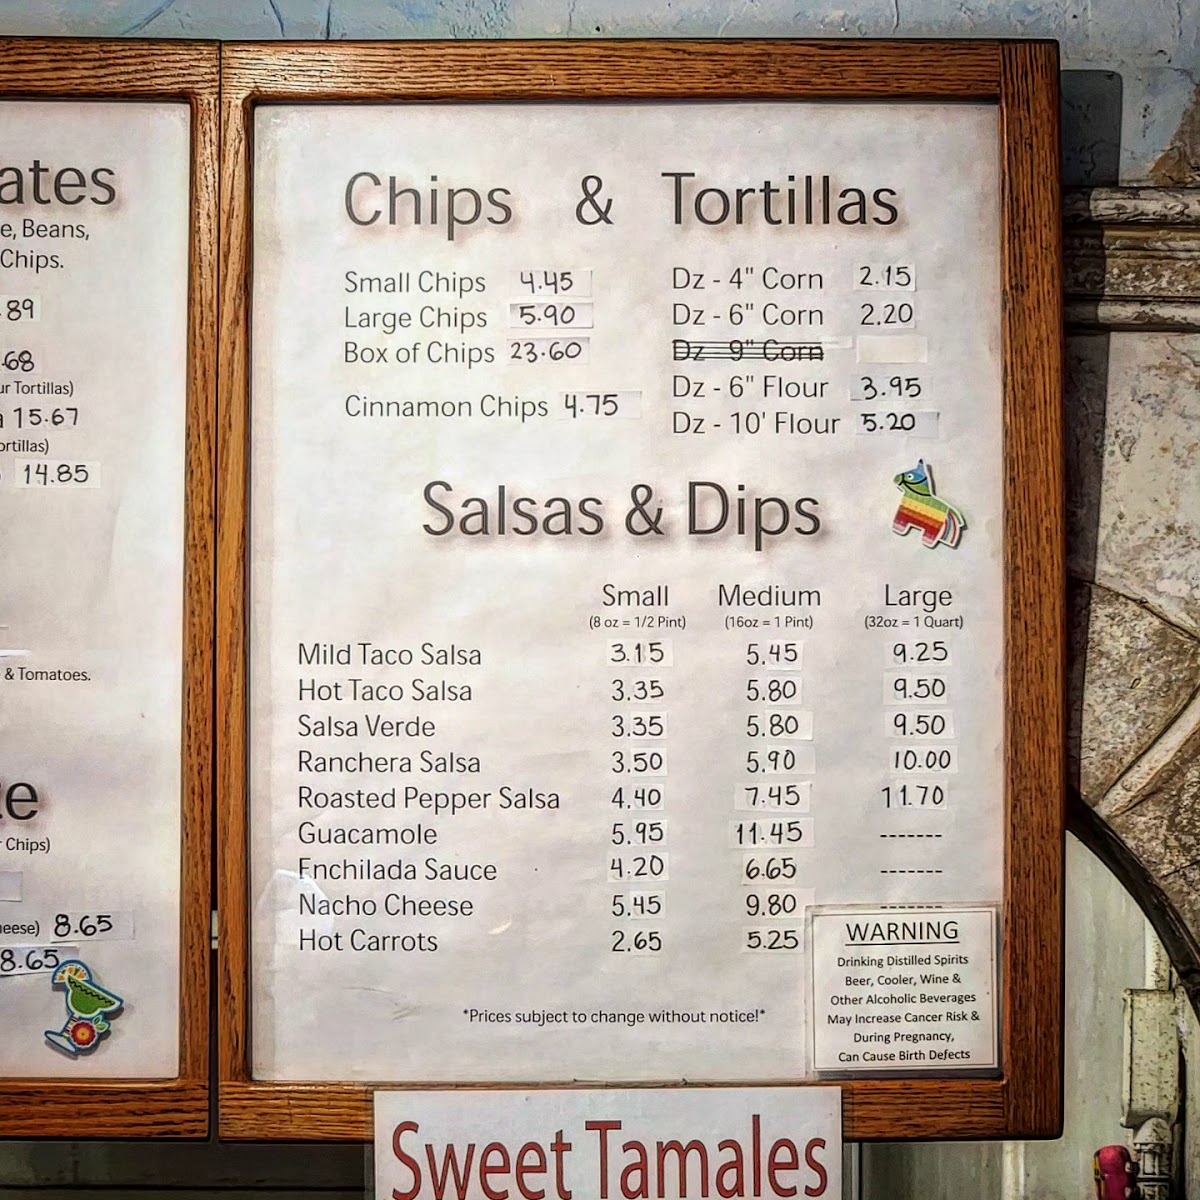 ates
e, Beans,
Chips.
.89
.68
ur Tortillas)
a 15.67
ortillas)
14.85
& Tomatoes.
te
r Chips)
heese) 8.65
8.65
Chips & Tortillas
Small Chips 4.45
Large Chips 5.90
Box of Chips 23.60
Cinnamon Chips 4.75
Dz - 4" Corn 2.15
Dz - 6" Corn 2.20
Dz - 9" Corn
Dz - 6" Flour 3.95
Dz - 10' Flour 5.20
Salsas & Dips
Small Medium Large
(8 oz = 1/2 Pint) (16oz = 1 Pint) (32oz = 1 Quart)
Mild Taco Salsa 3.15 5.45 9.25
Hot Taco Salsa 3.35 5.80 9.50
Salsa Verde 3.35 5.80 9.50
Ranchera Salsa 3.50 5.90 10.00
Roasted Pepper Salsa 4.40 7.45 11.70
Guacamole 5.95 11.45 -------
Enchilada Sauce 4.20 6.65 -------
Nacho Cheese 5.45 9.80 -------
Hot Carrots 2.65 5.25
*Prices subject to change without notice!*
WARNING
Drinking Distilled Spirits
Beer, Cooler, Wine &
Other Alcoholic Beverages
May Increase Cancer Risk &
During Pregnancy,
Can Cause Birth Defects
Sweet Tamales